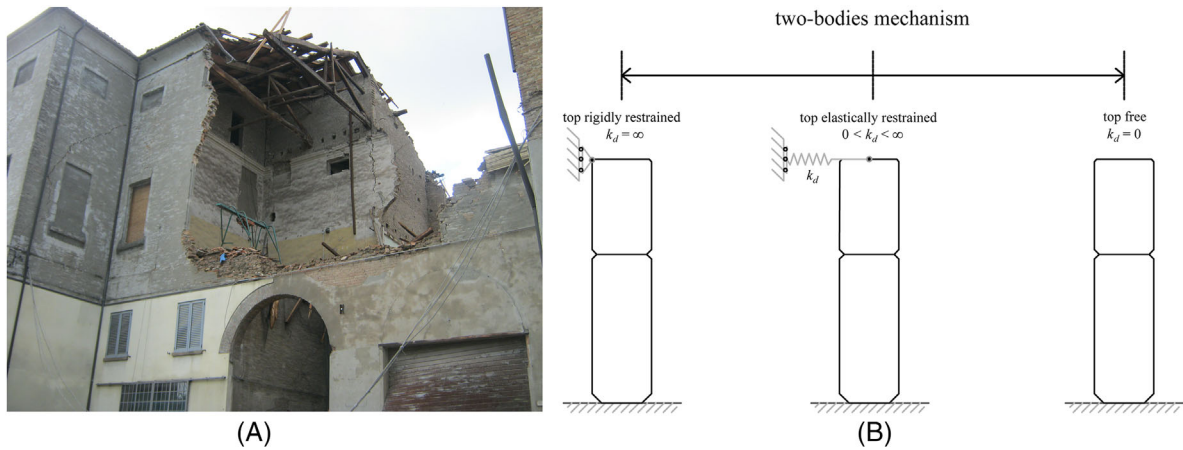 two-bodies mechanism
top rigidly restrained
k_d = ∞
top elastically restrained
0 < k_d < ∞
top free
k_d = 0
k_d
(A)
(B)